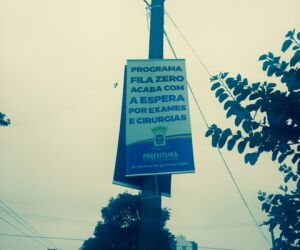 PROGRAMA
FILA ZERO
ACABA COM
A ESPERA
POR EXAMES
E CIRURGIAS
PREFEITURA